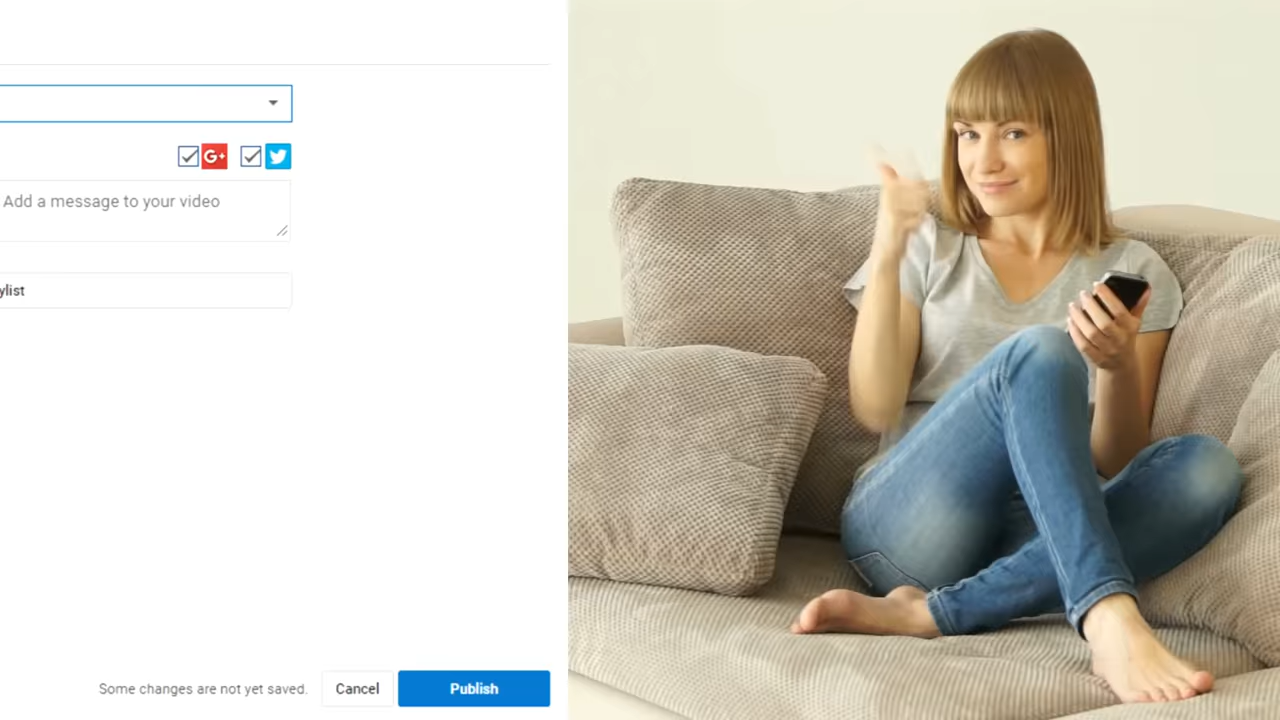 G+
Add a message to your video
ylist
Some changes are not yet saved.
Cancel
Publish